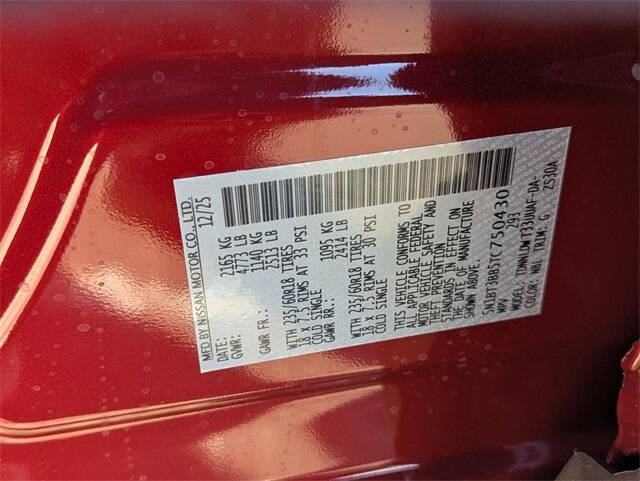 MFD BY NISSAN MOTOR CO., LTD.
DATE: 12/25
GVWR: 2165 KG
4773 LB
GAWR FR.: 1140 KG
2513 LB
WITH 235/60R18 TIRES
18 X 7.5 RIMS AT 33 PSI
COLD SINGLE
GAWR RR.: 1095 KG
2414 LB
WITH 235/60R18 TIRES
18 X 7.5 RIMS AT 30 PSI
COLD SINGLE
THIS VEHICLE CONFORMS TO
ALL APPLICABLE FEDERAL
MOTOR VEHICLE SAFETY AND
THEFT PREVENTION
STANDARDS IN EFFECT ON
THE DATE OF MANUFACTURE
SHOWN ABOVE.
5N1BT3BB5TC750430
MPV 293
MODEL: TDMNLDW T33UUAF-DA-
COLOR: NBL TRIM: G ZS30A